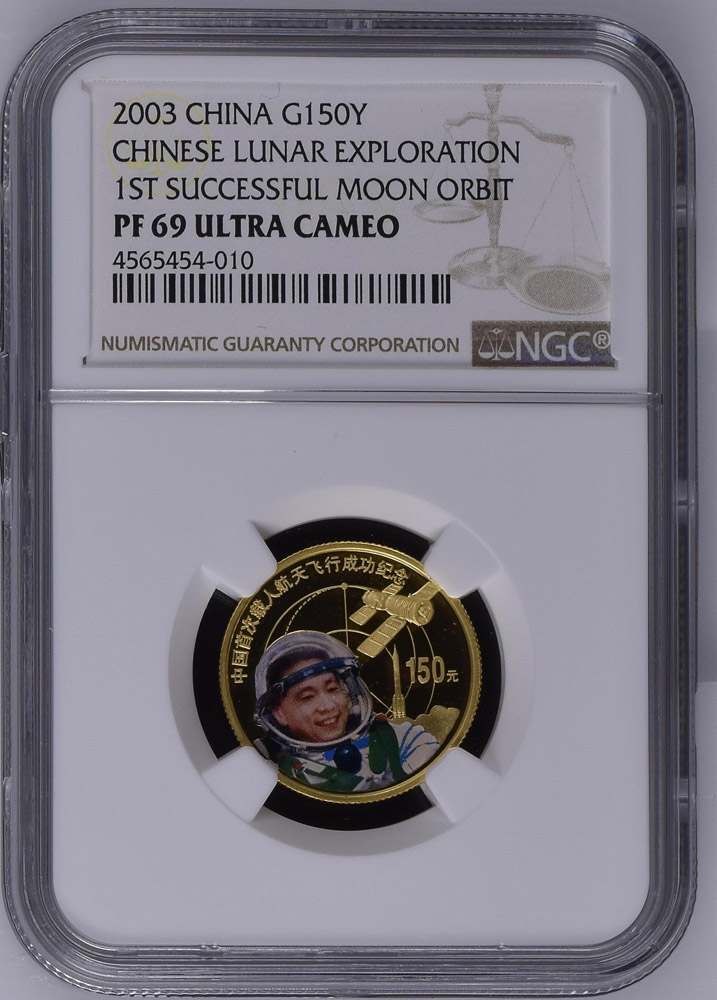 2003 CHINA G150Y
CHINESE LUNAR EXPLORATION
1ST SUCCESSFUL MOON ORBIT
PF 69 ULTRA CAMEO
4565454-010
NUMISMATIC GUARANTY CORPORATION
NGC®
中国首次载人航天飞行成功纪念
150元